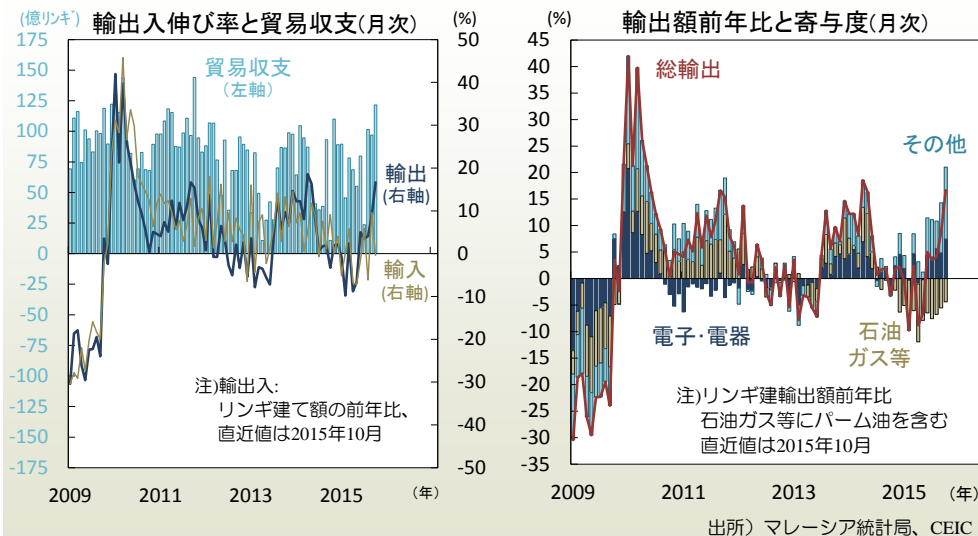 輸出入伸び率と貿易収支(月次)
(億リンギ)
(%)
175
150
125
100
75
50
25
0
-25
-50
-75
-100
-125
-150
-175
50
40
30
20
10
0
-10
-20
-30
-40
-50
貿易収支
(左軸)
輸出
(右軸)
輸入
(右軸)
注)輸出入:
リンギ建て額の前年比、
直近値は2015年10月
2009
2011
2013
2015
(年)
輸出額前年比と寄与度(月次)
(%)
45
40
35
30
25
20
15
10
5
0
-5
-10
-15
-20
-25
-30
-35
総輸出
その他
電子・電器
石油
ガス等
注)リンギ建輸出額前年比
石油ガス等にパーム油を含む
直近値は2015年10月
2009
2011
2013
2015
(年)
出所）マレーシア統計局、CEIC